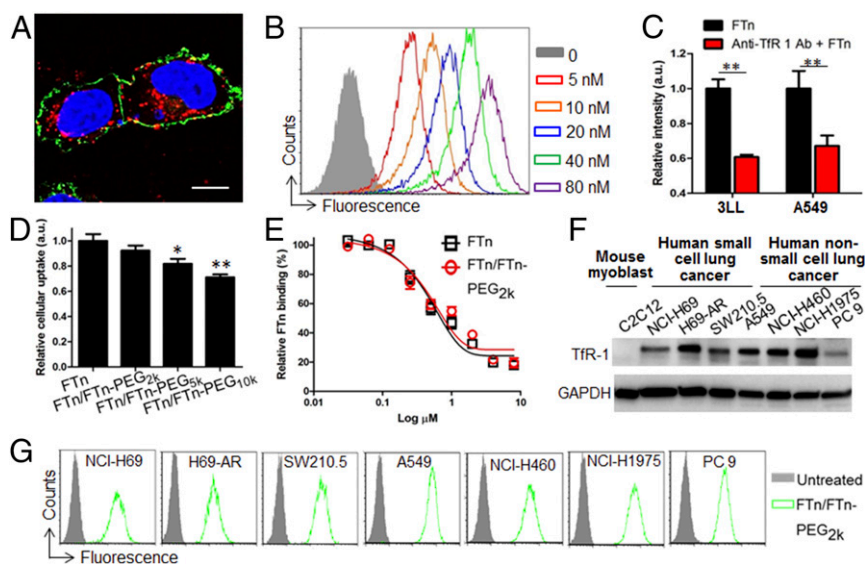 A
B
0
5 nM
10 nM
20 nM
40 nM
80 nM
Counts
Fluorescence
C
FTn
Anti-TfR 1 Ab + FTn
Relative intensity (a.u.)
1.0
0.8
0.6
0.4
**
**
3LL
A549
D
Relative cellular uptake (a.u.)
1.0
0.8
0.6
0.4
0.2
0.0
*
**
FTn
FTn/FTn-PEG2k
FTn/FTn-PEG5k
FTn/FTn-PEG10k
E
FTn
FTn/FTn-
PEG2k
Relative FTn binding (%)
100
80
60
40
20
0
0.01
0.1
1
10
Log μM
F
Mouse
myoblast
Human small
cell lung
cancer
Human non-
small cell lung
cancer
C2C12
NCI-H69
H69-AR
SW210.5
A549
NCI-H460
NCI-H1975
PC 9
TfR-1
GAPDH
G
NCI-H69
H69-AR
SW210.5
A549
NCI-H460
NCI-H1975
PC 9
Counts
Fluorescence
Untreated
FTn/FTn-
PEG2k